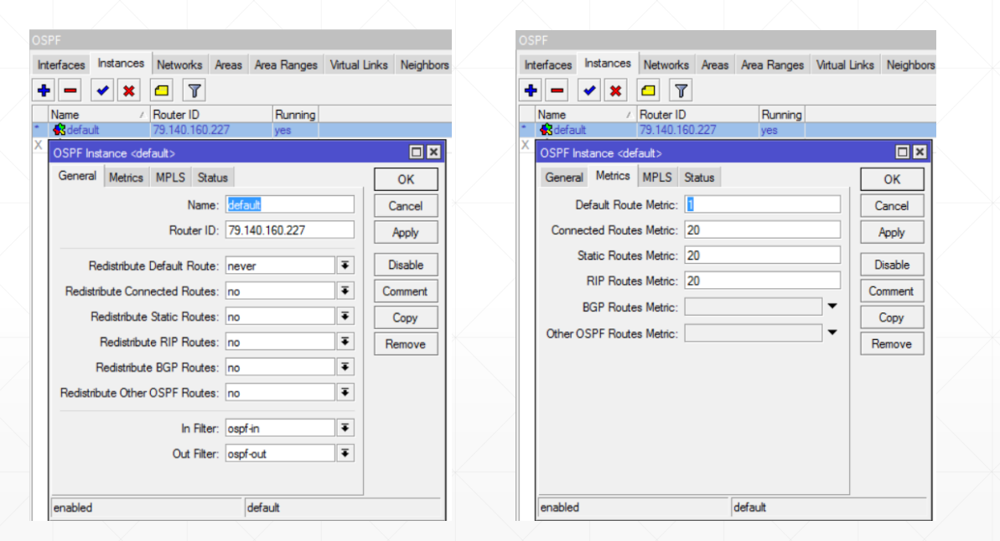 OSPF
Interfaces Instances Networks Areas Area Ranges Virtual Links Neighbors
Name Router ID Running
* default 79.140.160.227 yes
X
OSPF Instance <default>
General Metrics MPLS Status
OK
Name: default
Cancel
Router ID: 79.140.160.227
Apply
Redistribute Default Route: never
Disable
Redistribute Connected Routes: no
Comment
Redistribute Static Routes: no
Copy
Redistribute RIP Routes: no
Remove
Redistribute BGP Routes: no
Redistribute Other OSPF Routes: no
In Filter: ospf-in
Out Filter: ospf-out
enabled default
OSPF
Interfaces Instances Networks Areas Area Ranges Virtual Links Neighbors
Name Router ID Running
* default 79.140.160.227 yes
X
OSPF Instance <default>
General Metrics MPLS Status
OK
Default Route Metric: 1
Cancel
Connected Routes Metric: 20
Apply
Static Routes Metric: 20
Disable
RIP Routes Metric: 20
Comment
BGP Routes Metric:
Copy
Other OSPF Routes Metric:
Remove
enabled default